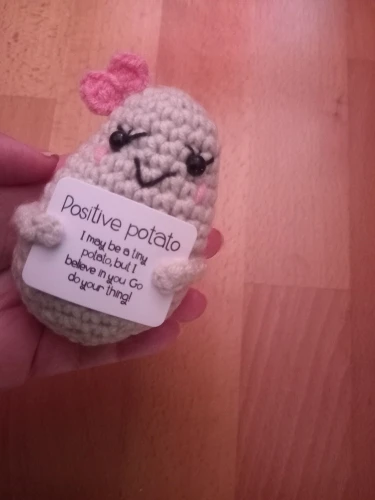 Positive potato
I may be a tiny
potato, but I
believe in you Go
do your thing!